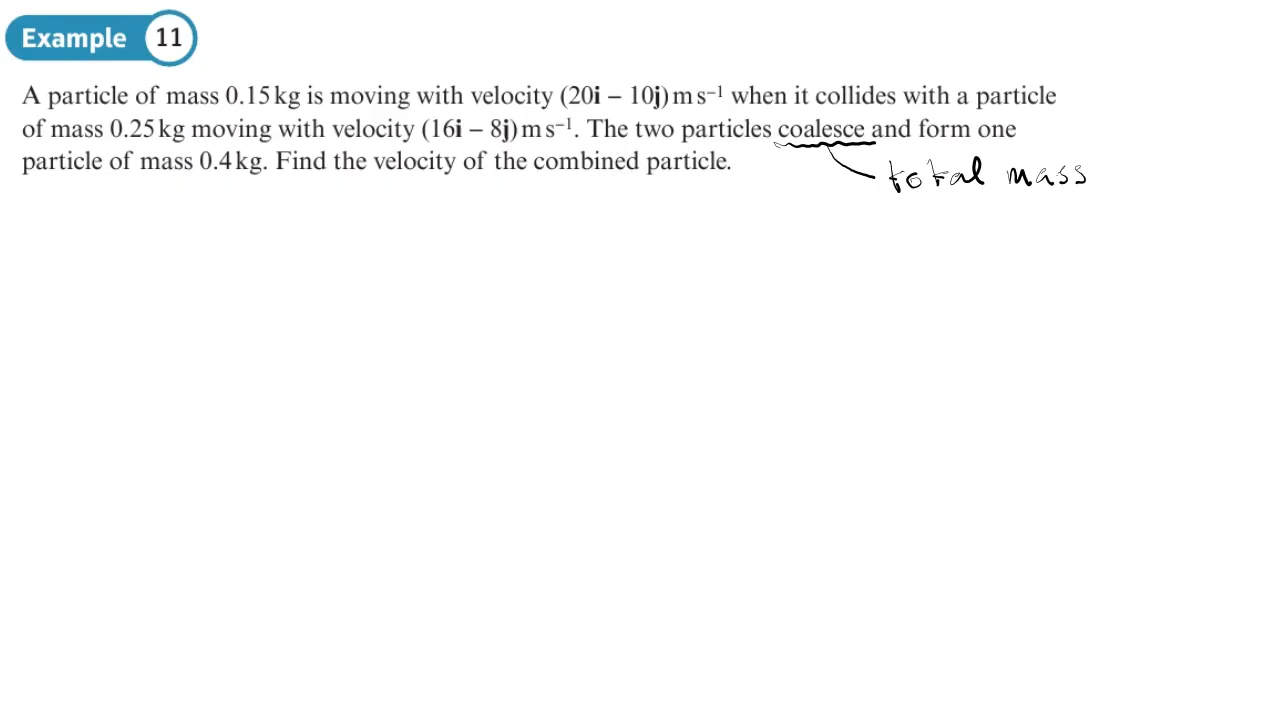 Example 11
A particle of mass 0.15 kg is moving with velocity (20i – 10j) m s⁻¹ when it collides with a particle
of mass 0.25 kg moving with velocity (16i – 8j) m s⁻¹. The two particles coalesce and form one
particle of mass 0.4 kg. Find the velocity of the combined particle.
total mass